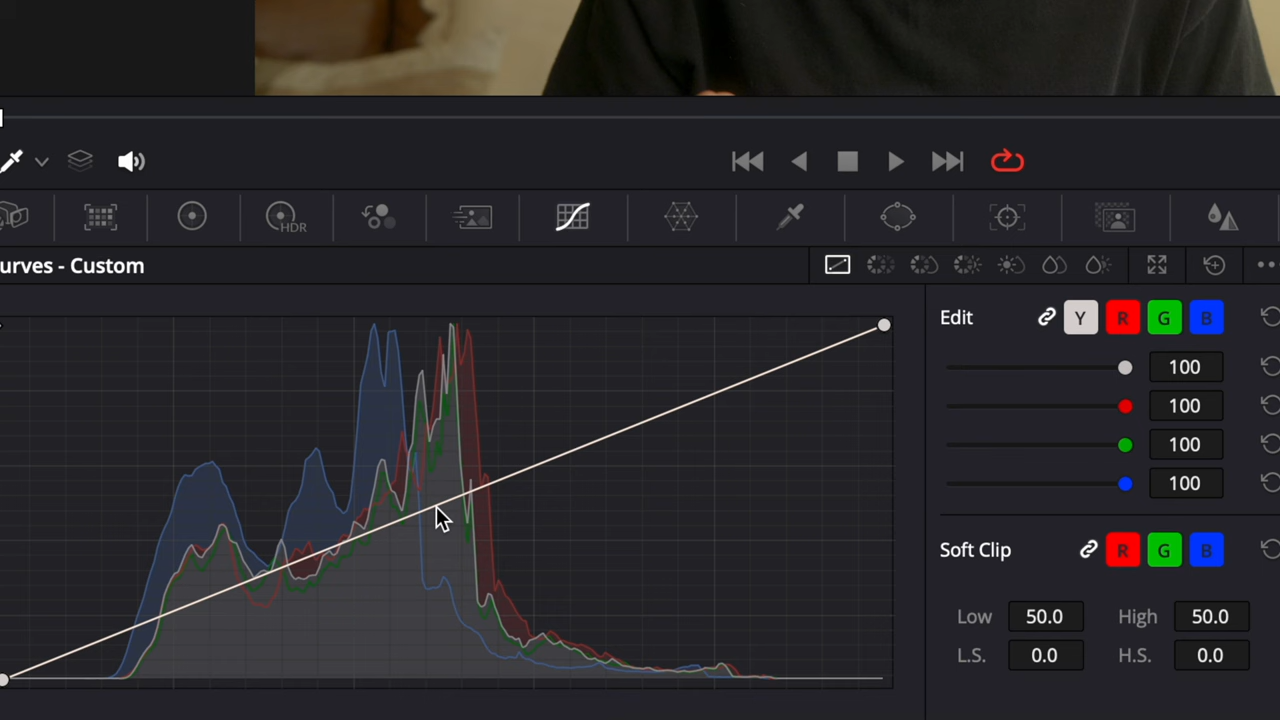 HDR
urves - Custom
Edit Y R G B
100
100
100
100
Soft Clip R G B
Low 50.0 High 50.0
L.S. 0.0 H.S. 0.0